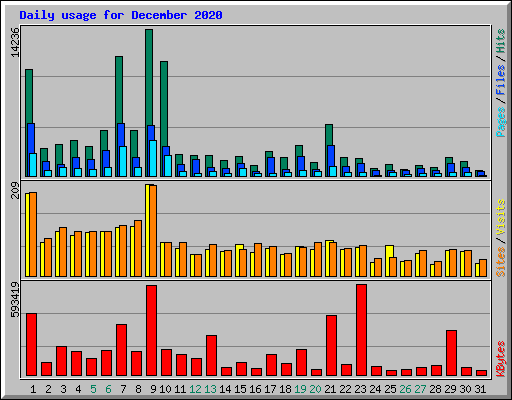 Daily usage for December 2020
14236
Pages / Files / Hits
209
Sites / Visits
593419
KBytes
1 2 3 4 5 6 7 8 9 10 11 12 13 14 15 16 17 18 19 20 21 22 23 24 25 26 27 28 29 30 31